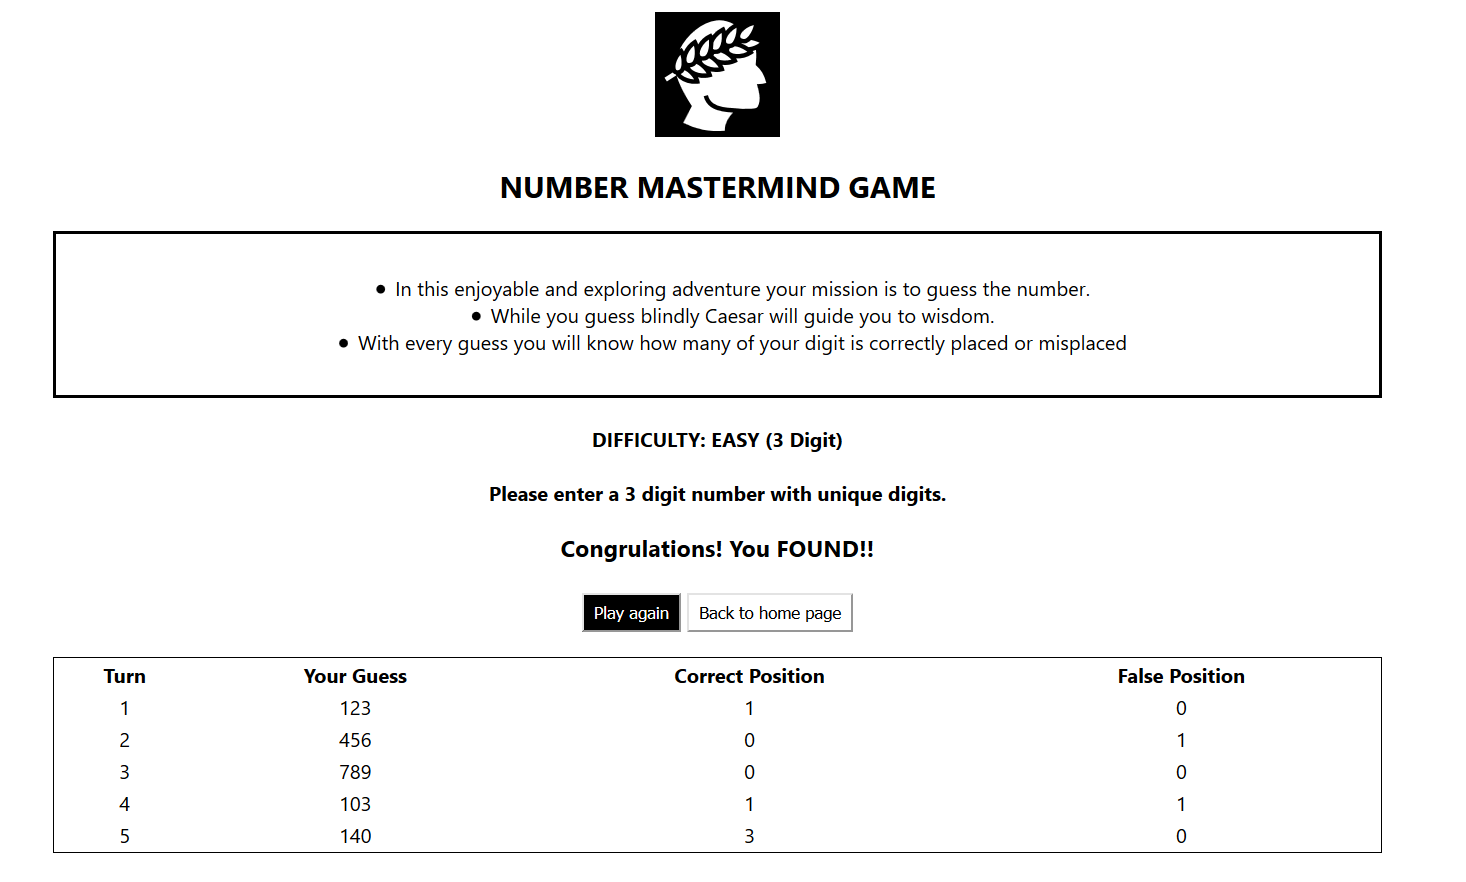 NUMBER MASTERMIND GAME
• In this enjoyable and exploring adventure your mission is to guess the number.
• While you guess blindly Caesar will guide you to wisdom.
• With every guess you will know how many of your digit is correctly placed or misplaced
DIFFICULTY: EASY (3 Digit)
Please enter a 3 digit number with unique digits.
Congrulations! You FOUND!!
Play again Back to home page
Turn Your Guess Correct Position False Position
1 123 1 0
2 456 0 1
3 789 0 0
4 103 1 1
5 140 3 0